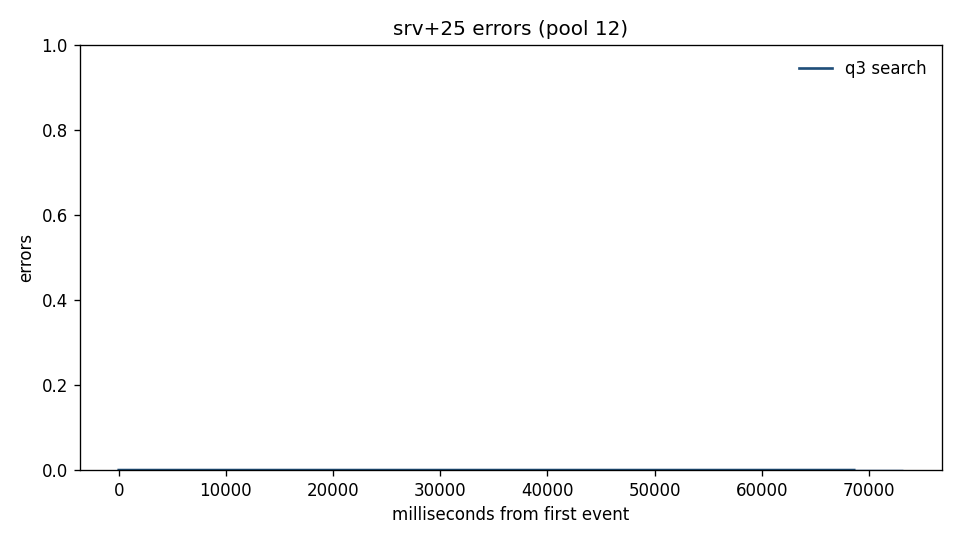 srv+25 errors (pool 12)
q3 search
1.0
0.8
0.6
0.4
0.2
0.0
errors
0 10000 20000 30000 40000 50000 60000 70000
milliseconds from first event